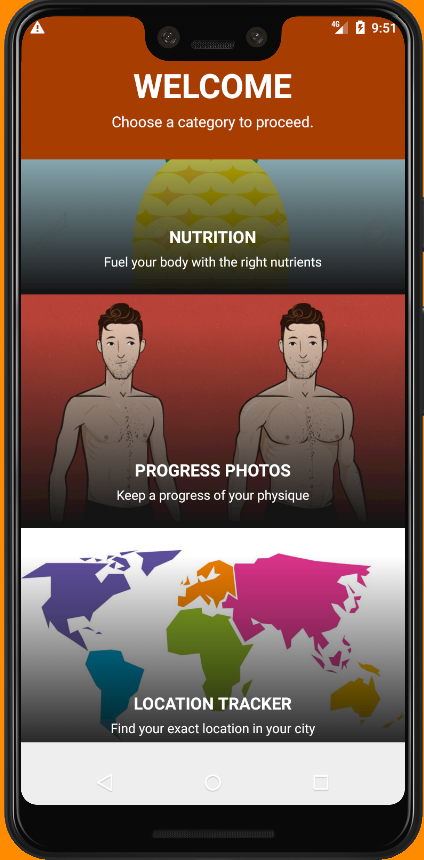 4G 9:51
WELCOME
Choose a category to proceed.
NUTRITION
Fuel your body with the right nutrients
PROGRESS PHOTOS
Keep a progress of your physique
LOCATION TRACKER
Find your exact location in your city